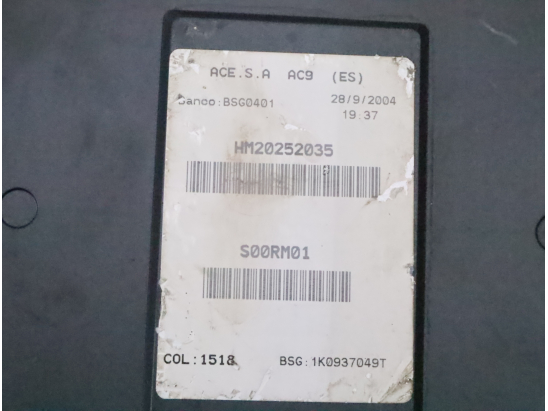 ACE.S.A AC9 (ES)
Banco:BSG0401 28/9/2004
19:37
HM20252035
S00RM01
COL:1518 BSG:1K0937049T